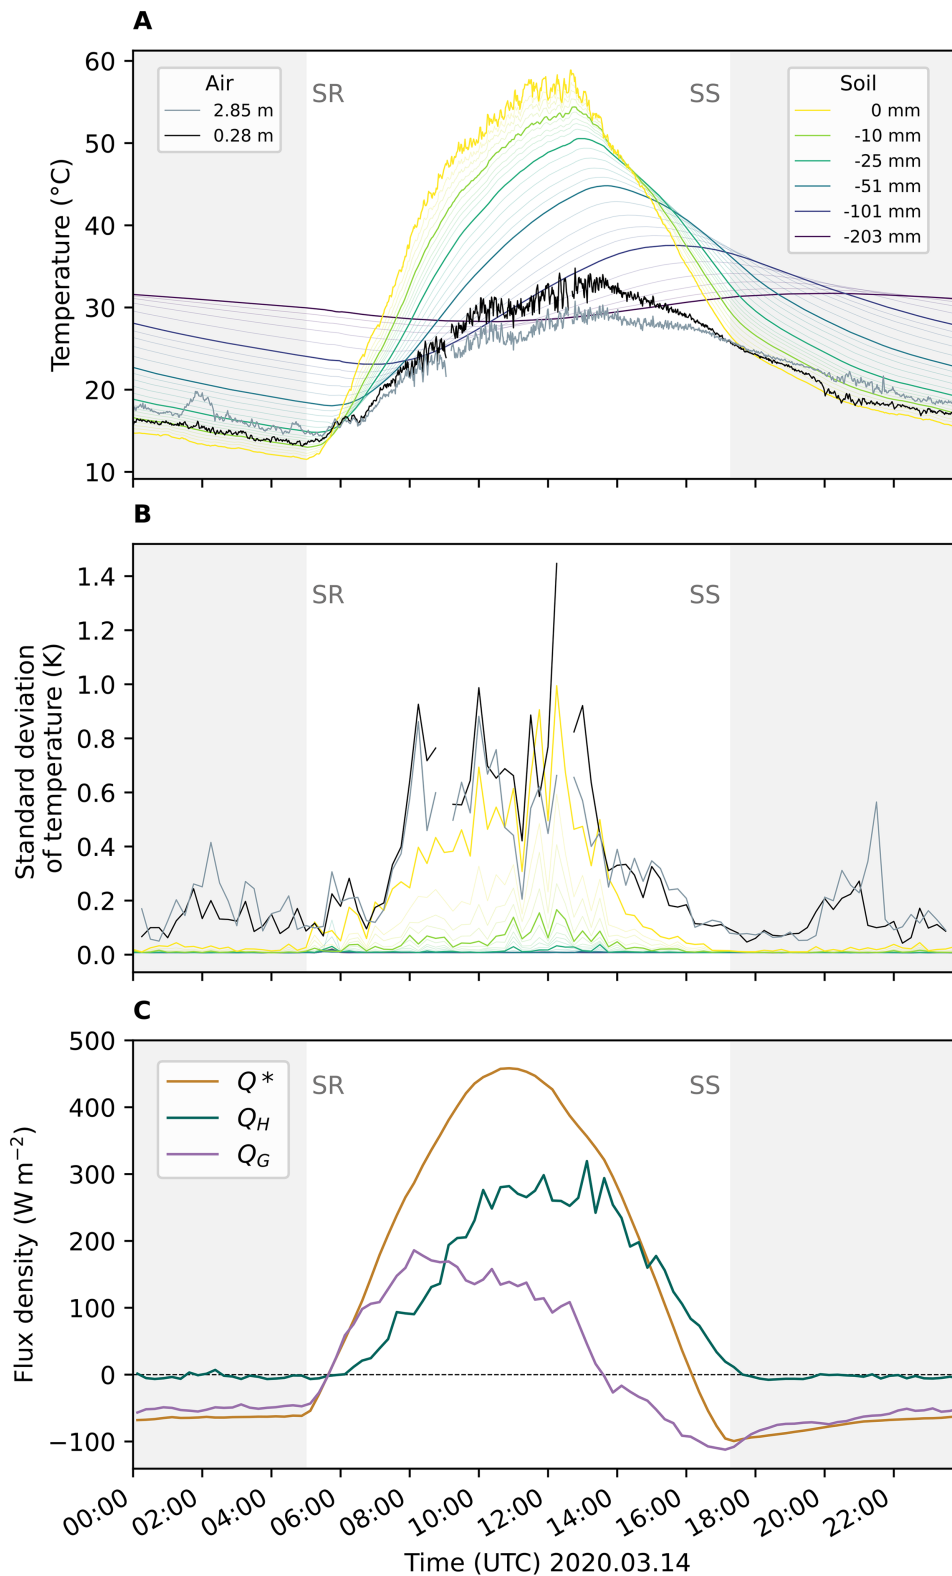 A
60
50
40
30
20
10
Temperature (°C)
Air
2.85 m
0.28 m
SR
SS
Soil
0 mm
-10 mm
-25 mm
-51 mm
-101 mm
-203 mm
B
1.4
1.2
1.0
0.8
0.6
0.4
0.2
0.0
Standard deviation
of temperature (K)
SR
SS
C
500
400
300
200
100
0
−100
Flux density (W m⁻²)
Q*
Q_H
Q_G
SR
SS
00:00
02:00
04:00
06:00
08:00
10:00
12:00
14:00
16:00
18:00
20:00
22:00
Time (UTC) 2020.03.14